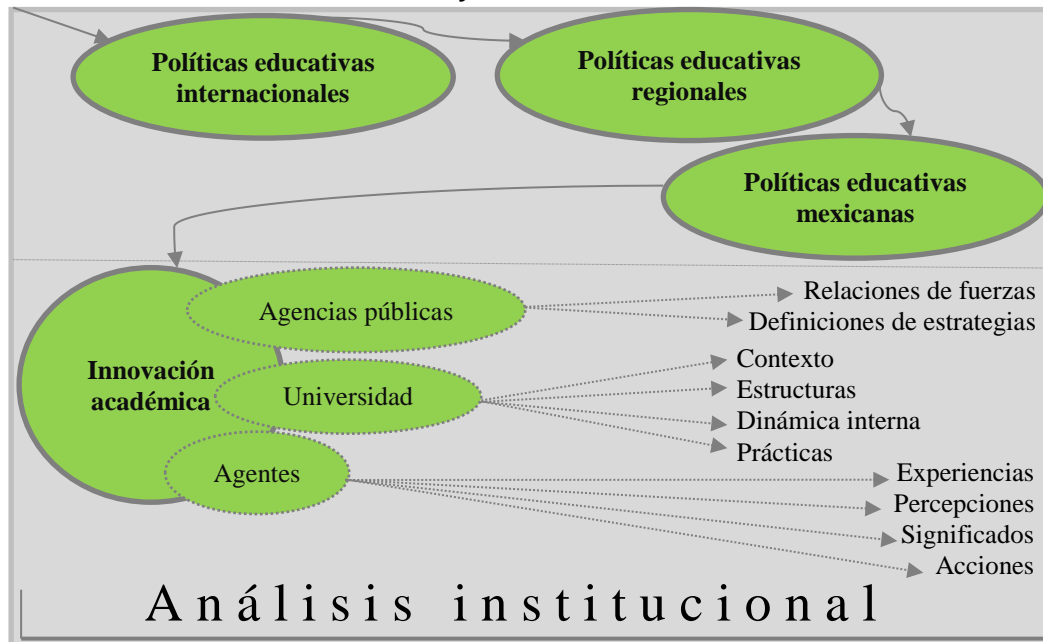 Políticas educativas
internacionales
Políticas educativas
regionales
Políticas educativas
mexicanas
Innovación
académica
Agencias públicas
Relaciones de fuerzas
Definiciones de estrategias
Universidad
Contexto
Estructuras
Dinámica interna
Prácticas
Agentes
Experiencias
Percepciones
Significados
Acciones
Análisis institucional